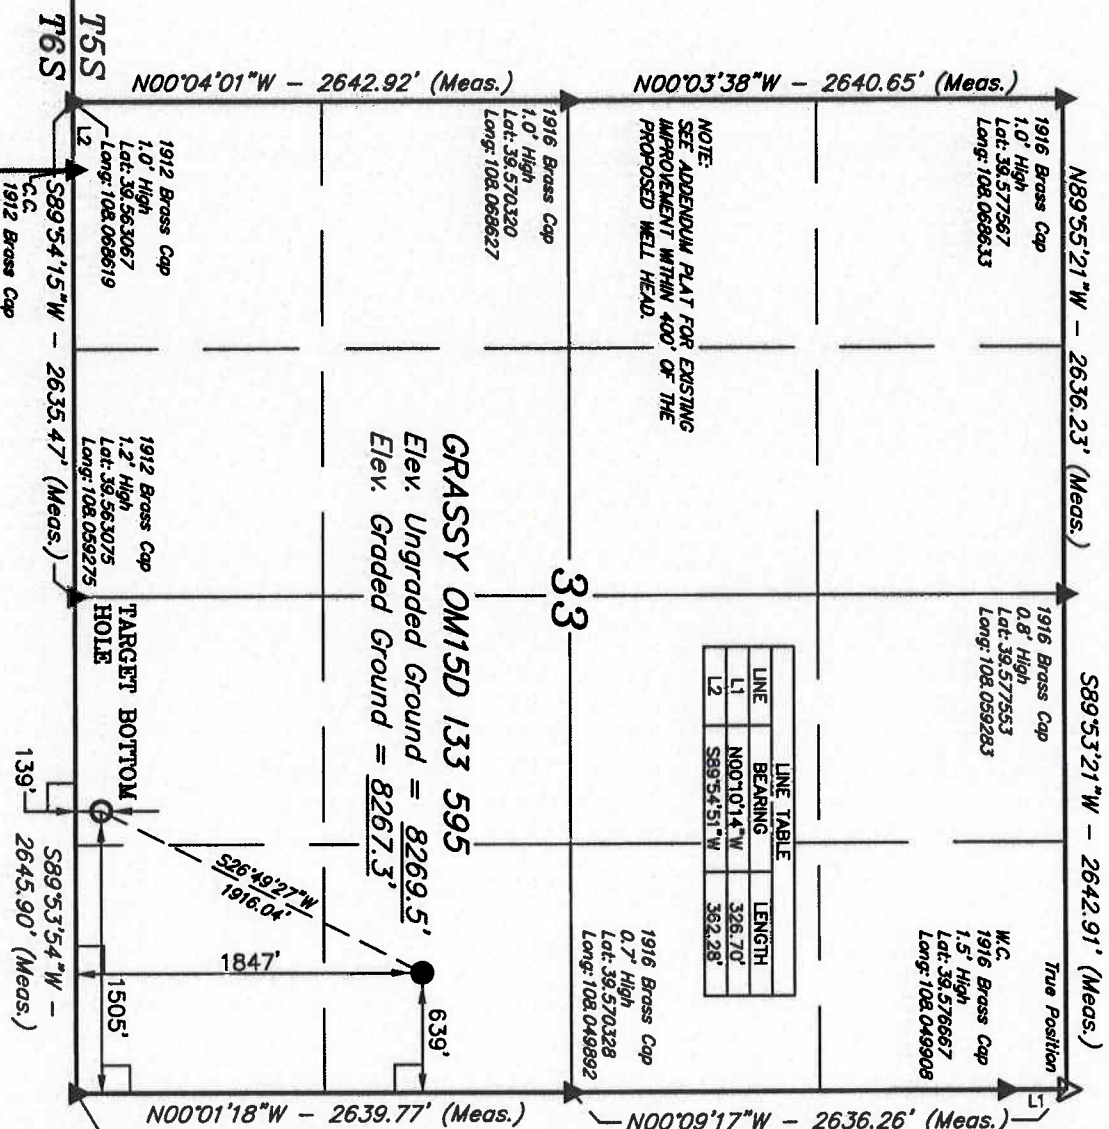 T5S
T6S
N00°04'01"W - 2642.92' (Meas.)
N00°03'38"W - 2640.65' (Meas.)
N89°55'21"W - 2636.23' (Meas.)
S89°53'21"W - 2642.91' (Meas.)
1916 Brass Cap
1.0' High
Lat: 39.577567
Long: 108.068633
1916 Brass Cap
0.8' High
Lat: 39.577553
Long: 108.059283
True Position
W.C.
1916 Brass Cap
1.5' High
Lat: 39.576667
Long: 108.049908
L1
NOTE:
SEE ADDENDUM PLAT FOR EXISTING
IMPROVEMENT WITHIN 400' OF THE
PROPOSED WELL HEAD.
LINE TABLE
LINE BEARING LENGTH
L1 N00°10'14"W 326.70'
L2 S89°54'51"W 362.28'
1916 Brass Cap
1.0' High
Lat: 39.570320
Long: 108.068627
33
1916 Brass Cap
0.7' High
Lat: 39.570328
Long: 108.049892
GRASSY OM15D I33 595
Elev. Ungraded Ground = 8269.5'
Elev. Graded Ground = 8267.3'
639'
1847'
S26°49'27"W
1916.04'
1505'
139'
TARGET BOTTOM
HOLE
1912 Brass Cap
1.0' High
Lat: 39.563067
Long: 108.068619
L2
1912 Brass Cap
1.2' High
Lat: 39.563075
Long: 108.059275
S89°54'15"W - 2635.47' (Meas.)
C.C.
1912 Brass Cap
S89°53'54"W -
2645.90' (Meas.)
N00°01'18"W - 2639.77' (Meas.)
N00°09'17"W - 2636.26' (Meas.)